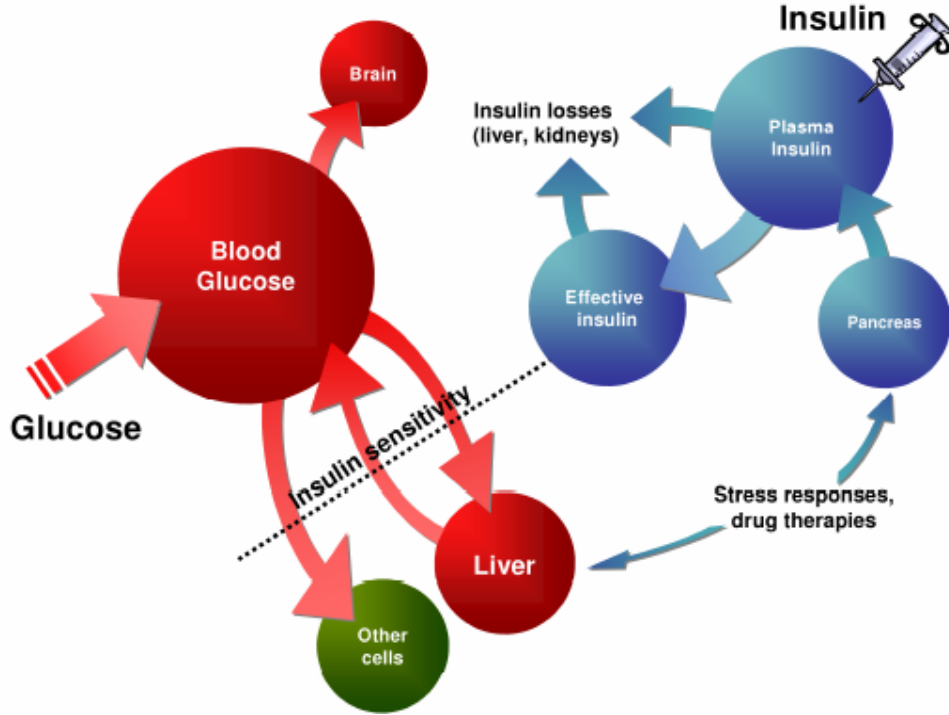 Insulin
Brain
Insulin losses
(liver, kidneys)
Plasma
Insulin
Blood
Glucose
Effective
insulin
Pancreas
Glucose
Insulin sensitivity
Stress responses,
drug therapies
Liver
Other
cells